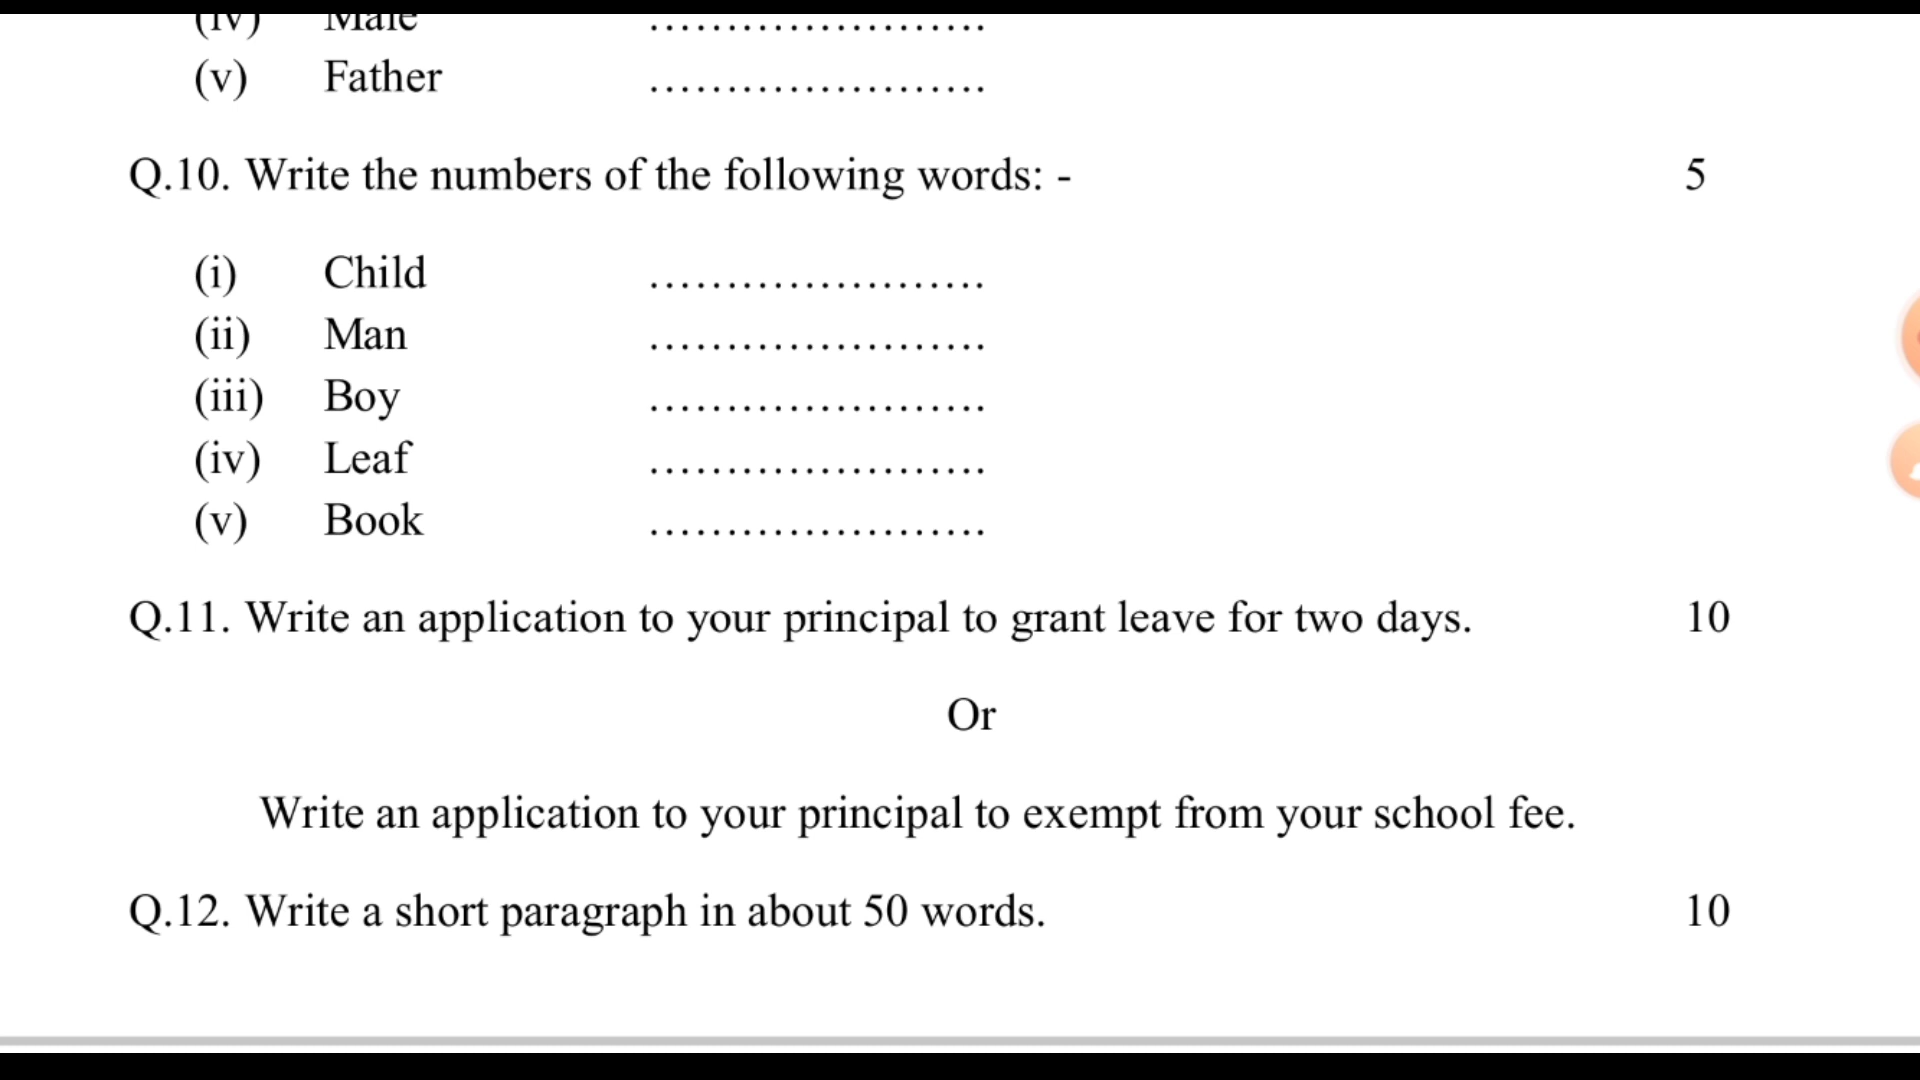 (iv) Male ......................
(v) Father ......................
Q.10. Write the numbers of the following words: - 5
(i) Child ......................
(ii) Man ......................
(iii) Boy ......................
(iv) Leaf ......................
(v) Book ......................
Q.11. Write an application to your principal to grant leave for two days. 10
Or
Write an application to your principal to exempt from your school fee.
Q.12. Write a short paragraph in about 50 words. 10